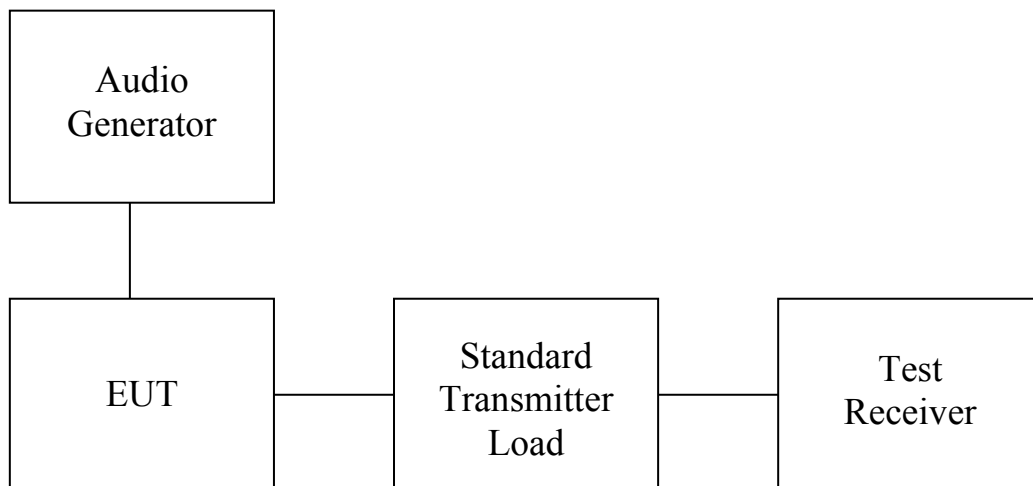 Audio
Generator
EUT
Standard
Transmitter
Load
Test
Receiver